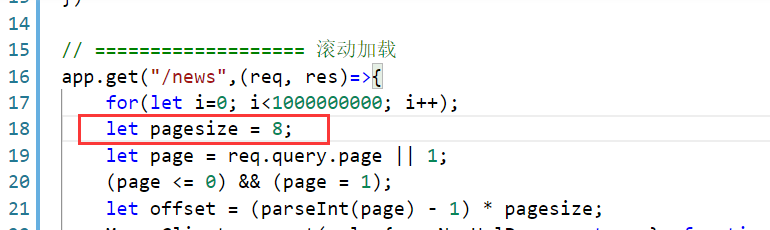 14
15 // =================== 滚动加载
16 app.get("/news",(req, res)=>{
17 for(let i=0; i<1000000000; i++);
18 let pagesize = 8;
19 let page = req.query.page || 1;
20 (page <= 0) && (page = 1);
21 let offset = (parseInt(page) - 1) * pagesize;